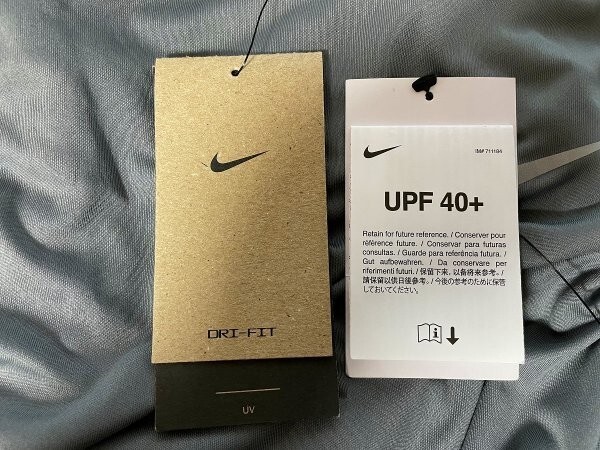 DRI-FIT
UV
IM# 711184
UPF 40+
Retain for future reference. / Conserver pour
référence future. / Conservar para futuras
consultas. / Guarde para referência futura. /
Gut aufbewahren. / Da conservare per
riferimenti futuri. / 保留下来，以备将来参考。/
請保留以供日後參考。/ 今後の参考のために保管
しておいてください。